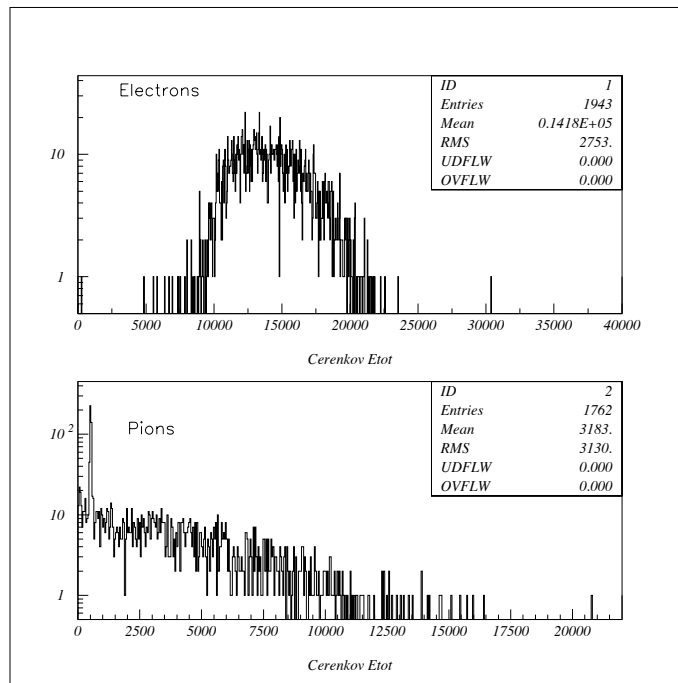 Electrons
ID 1
Entries 1943
Mean 0.1418E+05
RMS 2753.
UDFLW 0.000
OVFLW 0.000
10
1
0 5000 10000 15000 20000 25000 30000 35000 40000
Cerenkov Etot
Pions
ID 2
Entries 1762
Mean 3183.
RMS 3130.
UDFLW 0.000
OVFLW 0.000
10 2
10
1
0 2500 5000 7500 10000 12500 15000 17500 20000
Cerenkov Etot